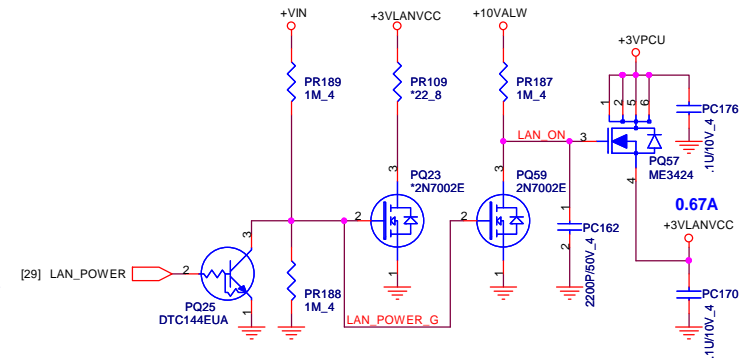 +VIN
+3VLANVCC
+10VALW
+3VPCU
PR189
1M_4
PR109
*22_8
PR187
1M_4
1
2
5
6
PC176
.1U/10V_4
LAN_ON
3
PQ57
ME3424
4
3
PQ23
*2N7002E
3
PQ59
2N7002E
1
PC162
2
2200P/50V_4
0.67A
+3VLANVCC
2
2
3
[29] LAN_POWER
2
1
1
PQ25
DTC144EUA
1
PR188
1M_4
LAN_POWER_G
PC170
.1U/10V_4